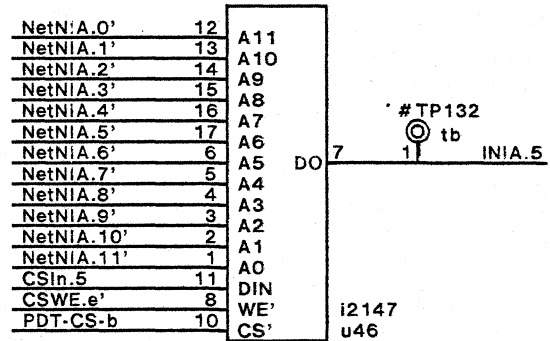 NetNIA.0' 12 A11
NetNIA.1' 13 A10
NetNIA.2' 14 A9
NetNIA.3' 15 A8
NetNIA.4' 16 A7
NetNIA.5' 17 A6
NetNIA.6' 6 A5 DO 7 1 INIA.5
NetNIA.7' 5 A4
NetNIA.8' 4 A3
NetNIA.9' 3 A2
NetNIA.10' 2 A1
NetNIA.11' 1 A0
CSIn.5 11 DIN
CSWE.e' 8 WE' i2147
PDT-CS-b 10 CS' u46
#TP132
tb